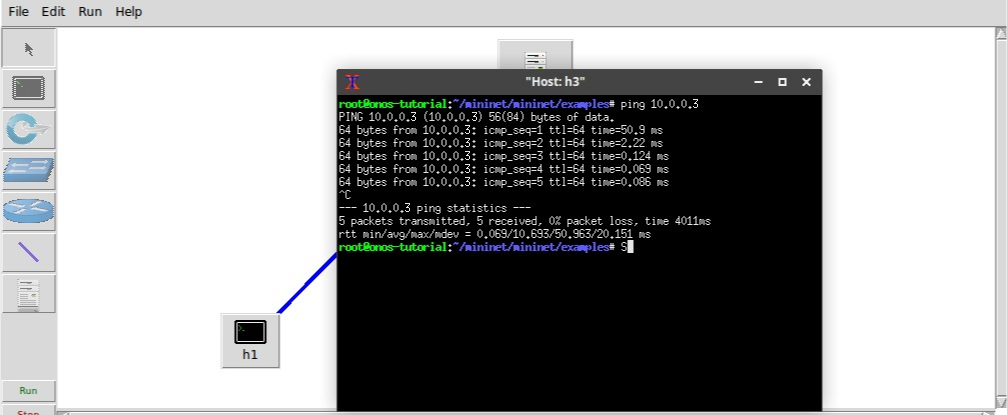 File Edit Run Help
"Host: h3"
root@onos-tutorial:~/mininet/mininet/examples# ping 10.0.0.3
PING 10.0.0.3 (10.0.0.3) 56(84) bytes of data.
64 bytes from 10.0.0.3: icmp_seq=1 ttl=64 time=50.9 ms
64 bytes from 10.0.0.3: icmp_seq=2 ttl=64 time=2.22 ms
64 bytes from 10.0.0.3: icmp_seq=3 ttl=64 time=0.124 ms
64 bytes from 10.0.0.3: icmp_seq=4 ttl=64 time=0.069 ms
64 bytes from 10.0.0.3: icmp_seq=5 ttl=64 time=0.086 ms
^C
--- 10.0.0.3 ping statistics ---
5 packets transmitted, 5 received, 0% packet loss, time 4011ms
rtt min/avg/max/mdev = 0.069/10.693/50.963/20.151 ms
root@onos-tutorial:~/mininet/mininet/examples# S
h1
Run
Stop